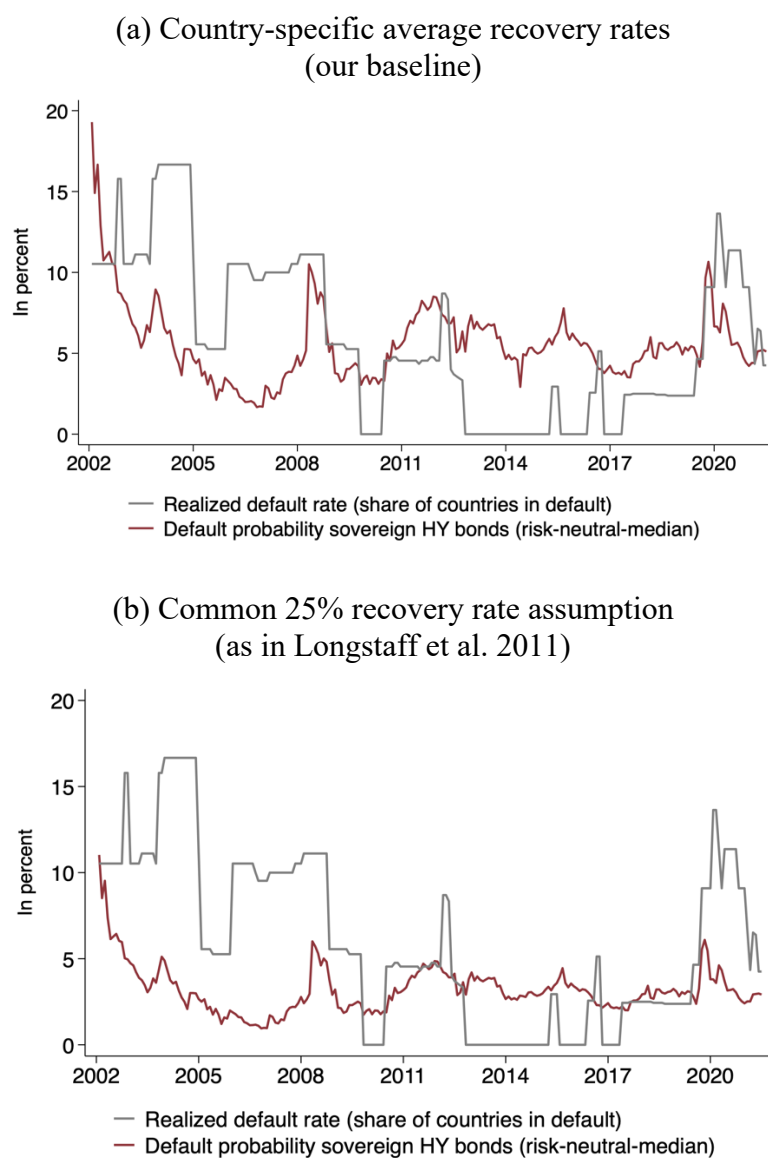 (a) Country-specific average recovery rates
(our baseline)
In percent
20
15
10
5
0
2002 2005 2008 2011 2014 2017 2020
Realized default rate (share of countries in default)
Default probability sovereign HY bonds (risk-neutral-median)
(b) Common 25% recovery rate assumption
(as in Longstaff et al. 2011)
In percent
20
15
10
5
0
2002 2005 2008 2011 2014 2017 2020
Realized default rate (share of countries in default)
Default probability sovereign HY bonds (risk-neutral-median)